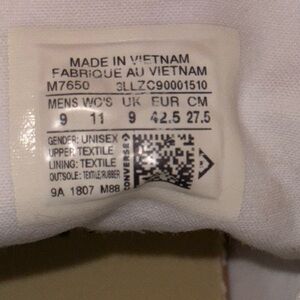 MADE IN VIETNAM
FABRIQUE AU VIETNAM
M7650 3LLZC90001510
MENS WO'S UK EUR CM
9 11 9 42.5 27.5
GENDER: UNISEX
UPPER: TEXTILE
LINING: TEXTILE
OUTSOLE: TEXTILE/RUBBER
9A 1807 M88
CONVERSE